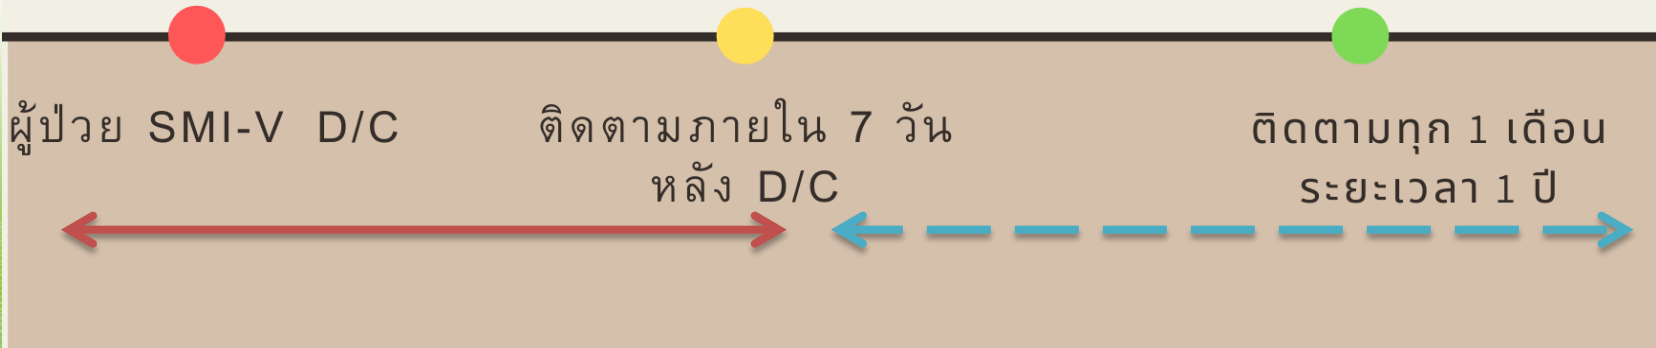 ผู้ป่วย SMI-V D/C
ติดตามภายใน 7 วัน
หลัง D/C
ติดตามทุก 1 เดือน
ระยะเวลา 1 ปี